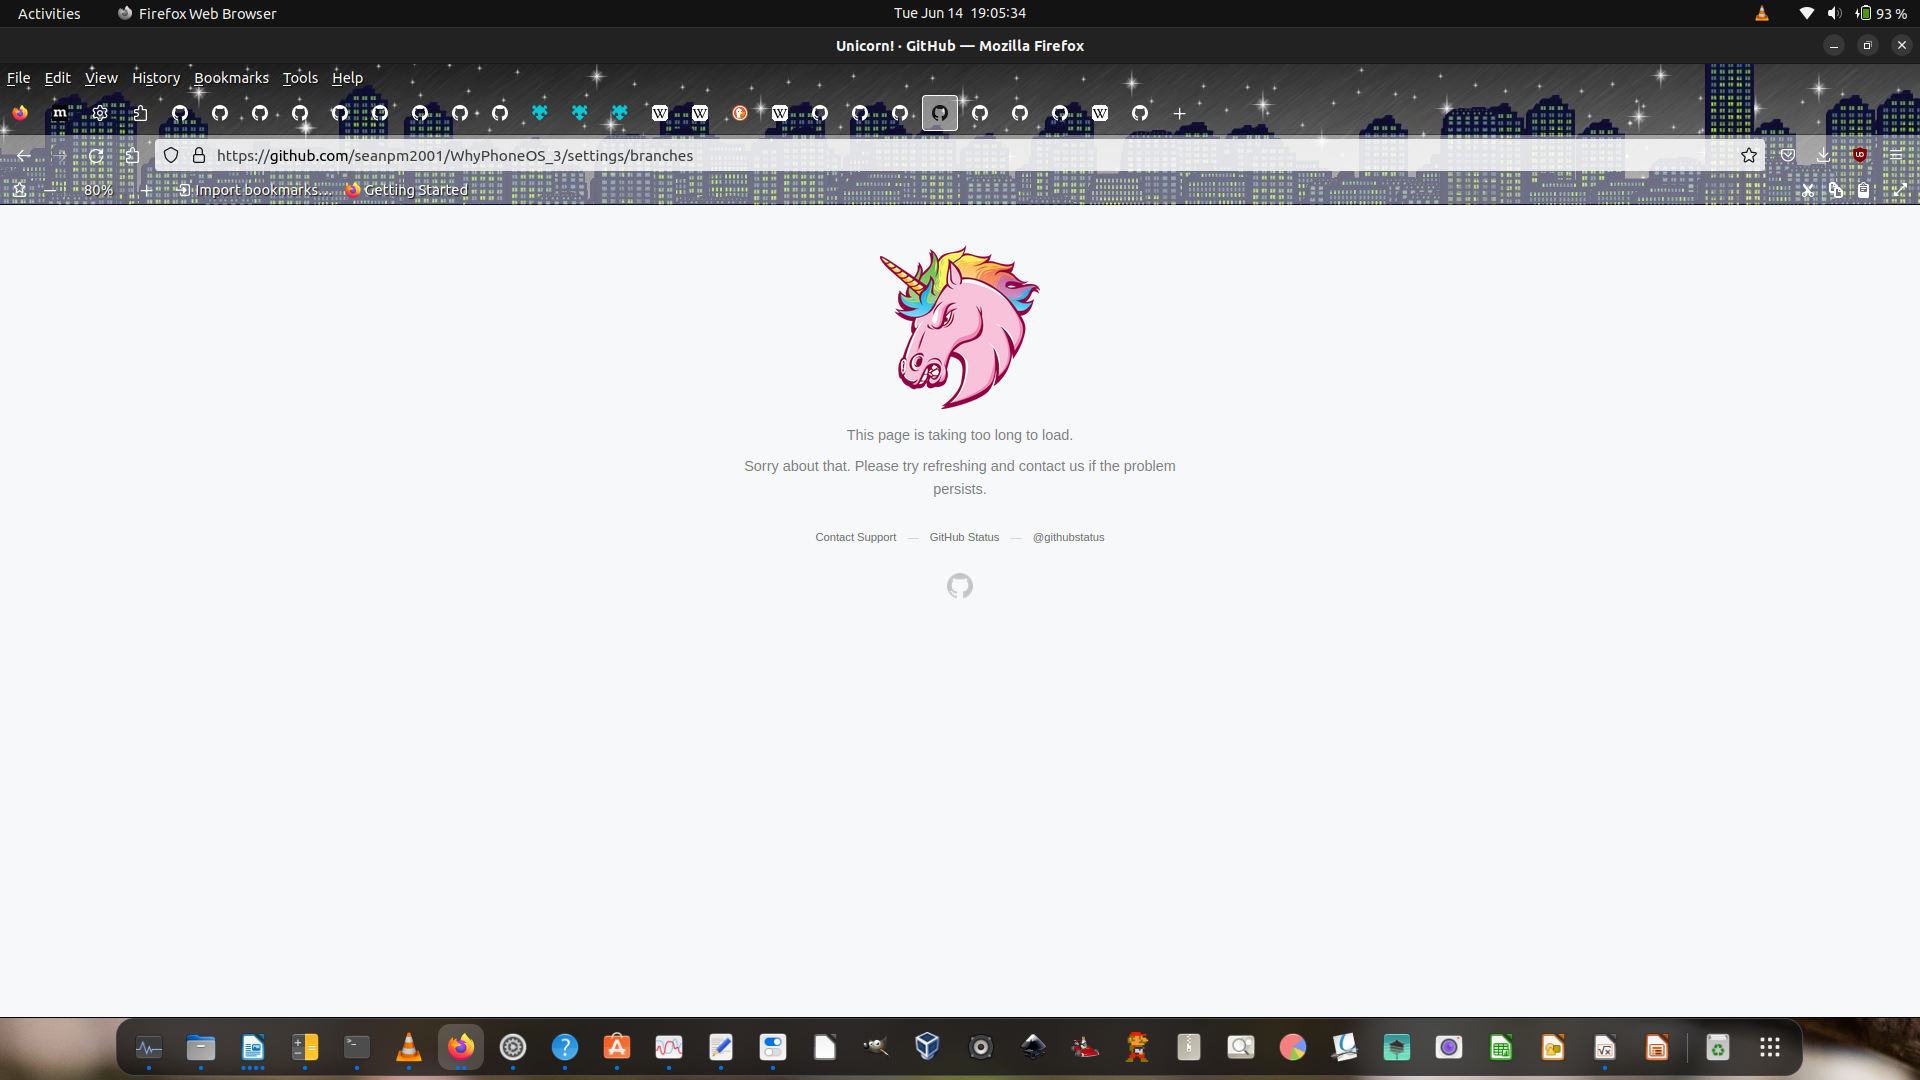 Activities
Firefox Web Browser
Tue Jun 14 19:05:34
93 %
Unicorn! · GitHub — Mozilla Firefox
File Edit View History Bookmarks Tools Help
https://github.com/seanpm2001/WhyPhoneOS_3/settings/branches
80%
Import bookmarks...
Getting Started
This page is taking too long to load.
Sorry about that. Please try refreshing and contact us if the problem
persists.
Contact Support — GitHub Status — @githubstatus